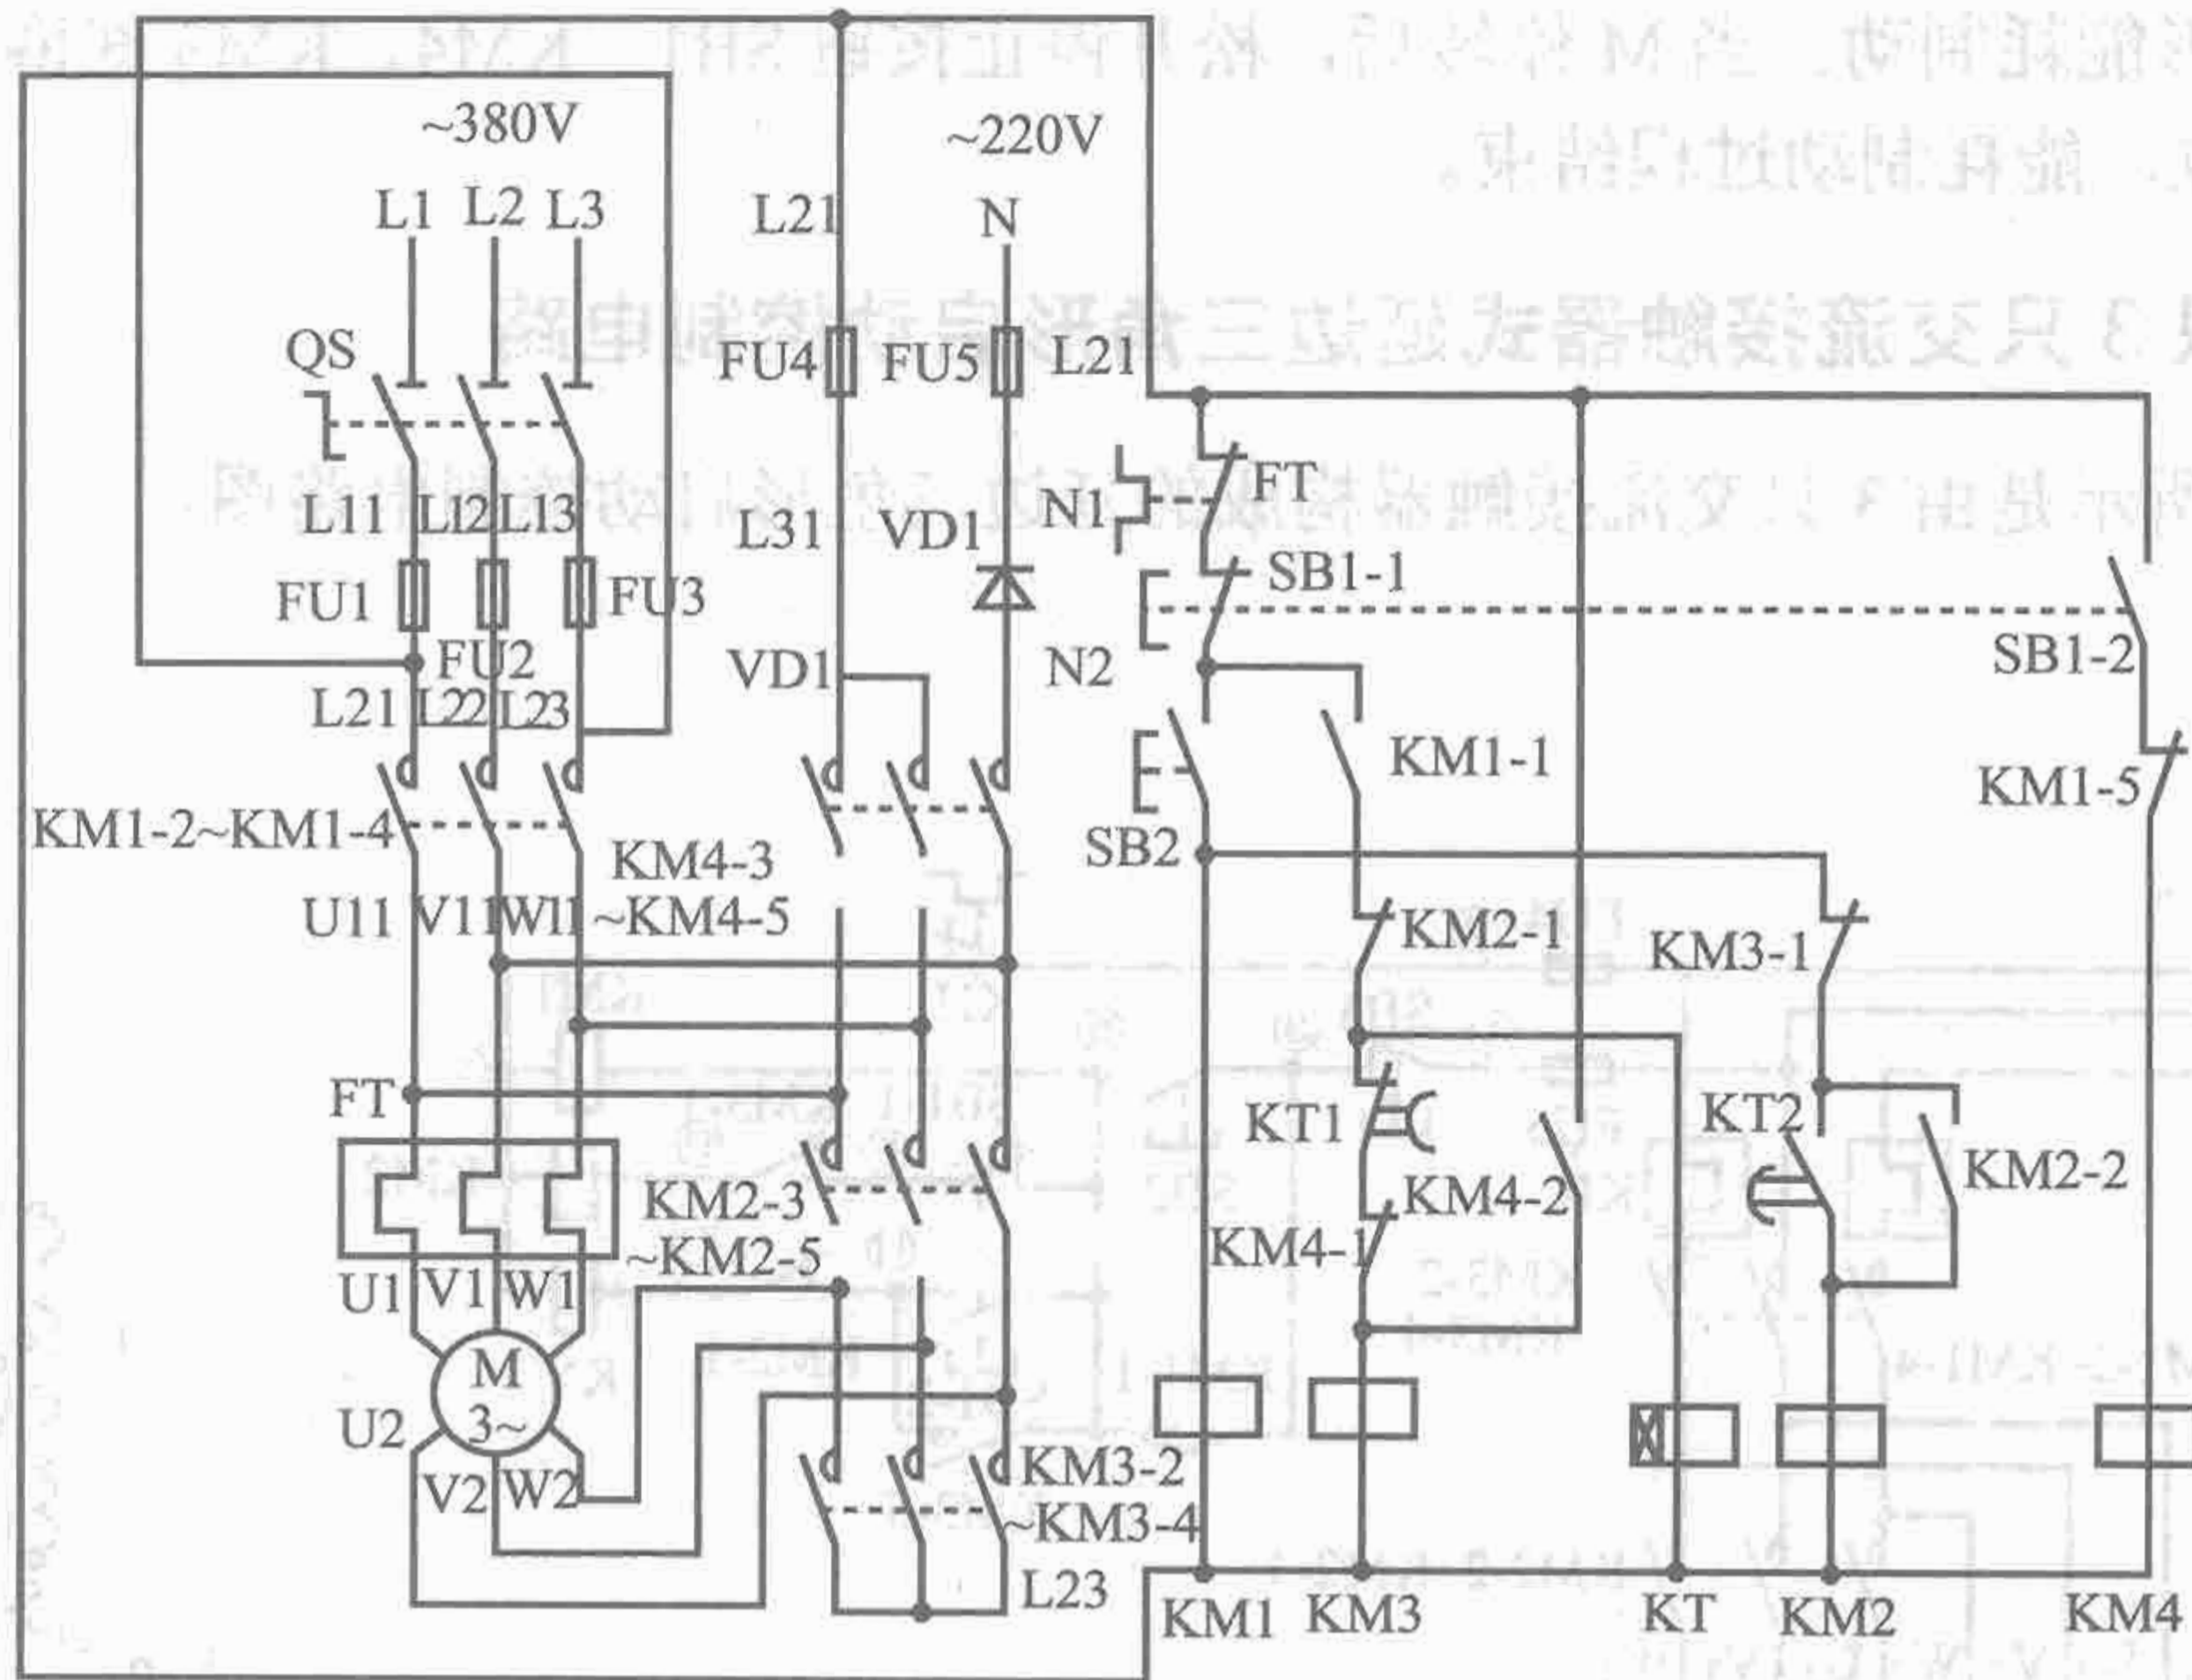 ~380V
~220V
L1 L2 L3
L21
N
QS
FU4
FU5
L21
L11 L12 L13
L31
VD1
N1
FT
FU1
FU3
SB1-1
FU2
VD1
N2
SB1-2
L21 L22 L23
KM1-1
KM1-5
KM1-2~KM1-4
KM4-3
~KM4-5
SB2
U11 V11 W11
KM2-1
KM3-1
FT
KT1
KT2
KM2-3
~KM2-5
KM4-2
KM2-2
KM4-1
U1 V1 W1
M
3~
U2
V2 W2
KM3-2
~KM3-4
L23
KM1 KM3 KT KM2 KM4